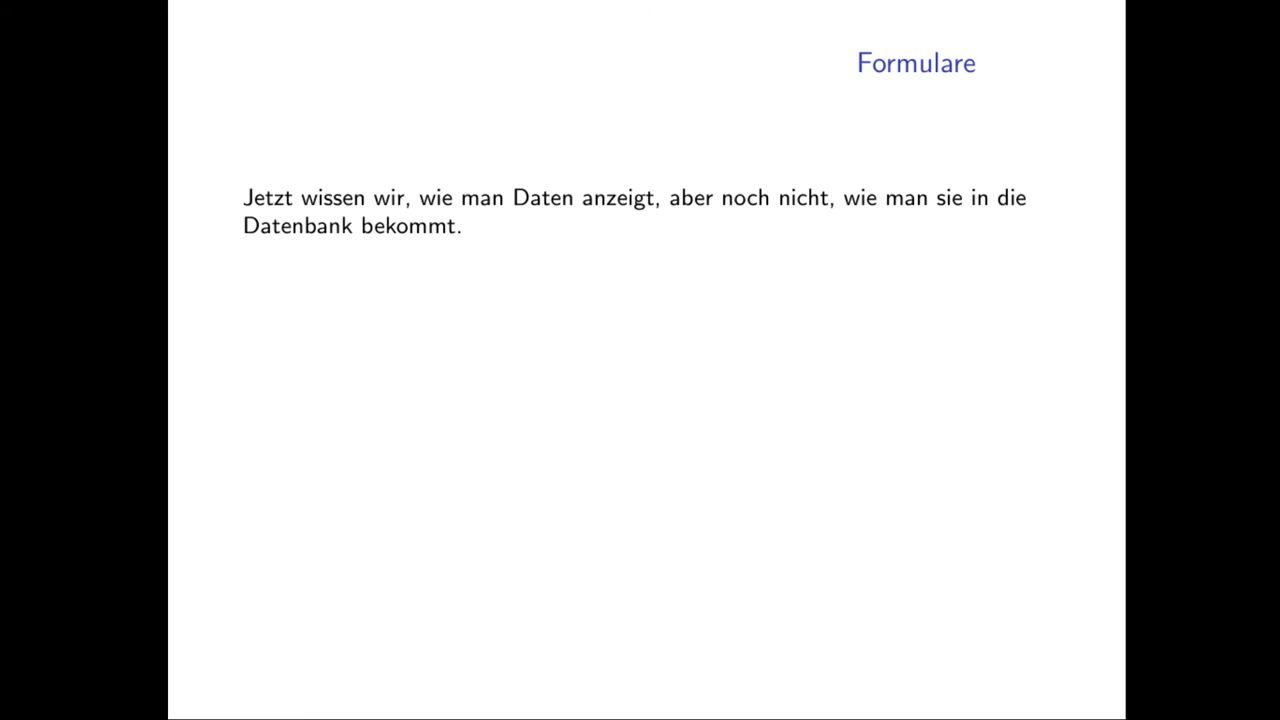 Formulare
Jetzt wissen wir, wie man Daten anzeigt, aber noch nicht, wie man sie in die
Datenbank bekommt.